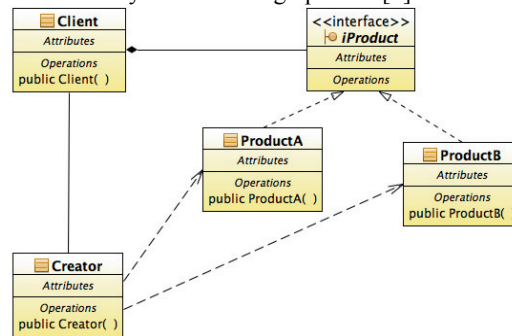 Client
Attributes
Operations
public Client( )
<<interface>>
iProduct
Attributes
Operations
ProductA
Attributes
Operations
public ProductA( )
ProductB
Attributes
Operations
public ProductB( )
Creator
Attributes
Operations
public Creator( )